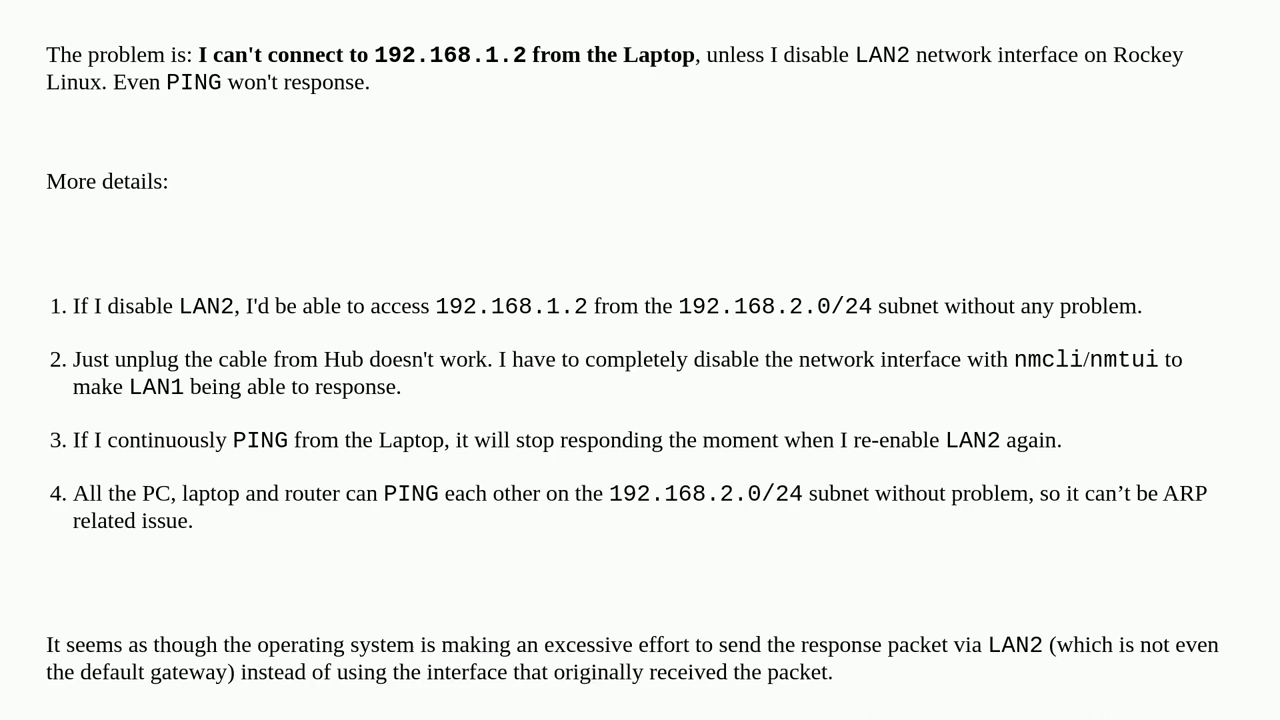 The problem is: I can't connect to 192.168.1.2 from the Laptop, unless I disable LAN2 network interface on Rockey
Linux. Even PING won't response.
More details:
1. If I disable LAN2, I'd be able to access 192.168.1.2 from the 192.168.2.0/24 subnet without any problem.
2. Just unplug the cable from Hub doesn't work. I have to completely disable the network interface with nmcli/nmtui to
make LAN1 being able to response.
3. If I continuously PING from the Laptop, it will stop responding the moment when I re-enable LAN2 again.
4. All the PC, laptop and router can PING each other on the 192.168.2.0/24 subnet without problem, so it can’t be ARP
related issue.
It seems as though the operating system is making an excessive effort to send the response packet via LAN2 (which is not even
the default gateway) instead of using the interface that originally received the packet.